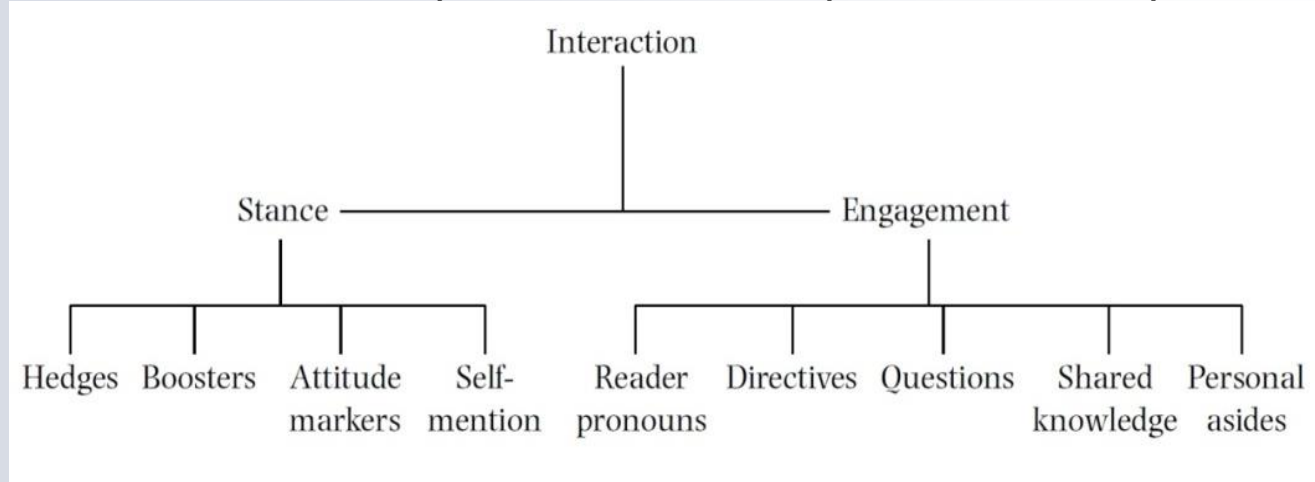 Interaction
Stance
Engagement
Hedges Boosters Attitude markers Self-mention Reader pronouns Directives Questions Shared knowledge Personal asides